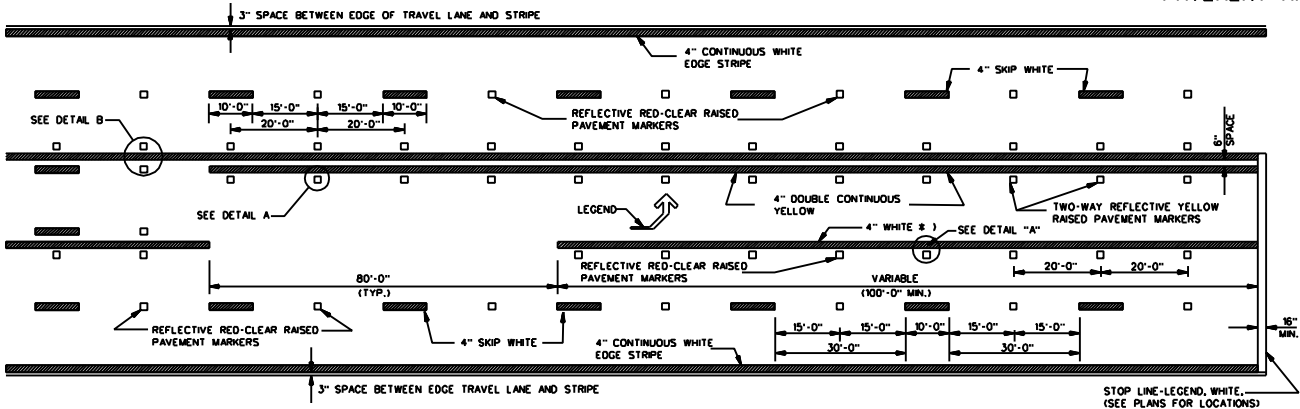 3" SPACE BETWEEN EDGE OF TRAVEL LANE AND STRIPE
4" CONTINUOUS WHITE
EDGE STRIPE
4" SKIP WHITE
10'-0" 15'-0" 15'-0" 10'-0"
20'-0" 20'-0"
REFLECTIVE RED-CLEAR RAISED
PAVEMENT MARKERS
SEE DETAIL B
6"
SPACE
SEE DETAIL A
LEGEND
4" DOUBLE CONTINUOUS
YELLOW
TWO-WAY REFLECTIVE YELLOW
RAISED PAVEMENT MARKERS
4" WHITE * )
SEE DETAIL "A"
REFLECTIVE RED-CLEAR RAISED
PAVEMENT MARKERS
20'-0" 20'-0"
80'-0"
(TYP.)
VARIABLE
(100'-0" MIN.)
REFLECTIVE RED-CLEAR RAISED
PAVEMENT MARKERS
4" SKIP WHITE
4" CONTINUOUS WHITE
EDGE STRIPE
15'-0" 15'-0" 10'-0" 15'-0" 15'-0"
30'-0" 30'-0"
16"
MIN.
3" SPACE BETWEEN EDGE TRAVEL LANE AND STRIPE
STOP LINE-LEGEND, WHITE,
(SEE PLANS FOR LOCATIONS)